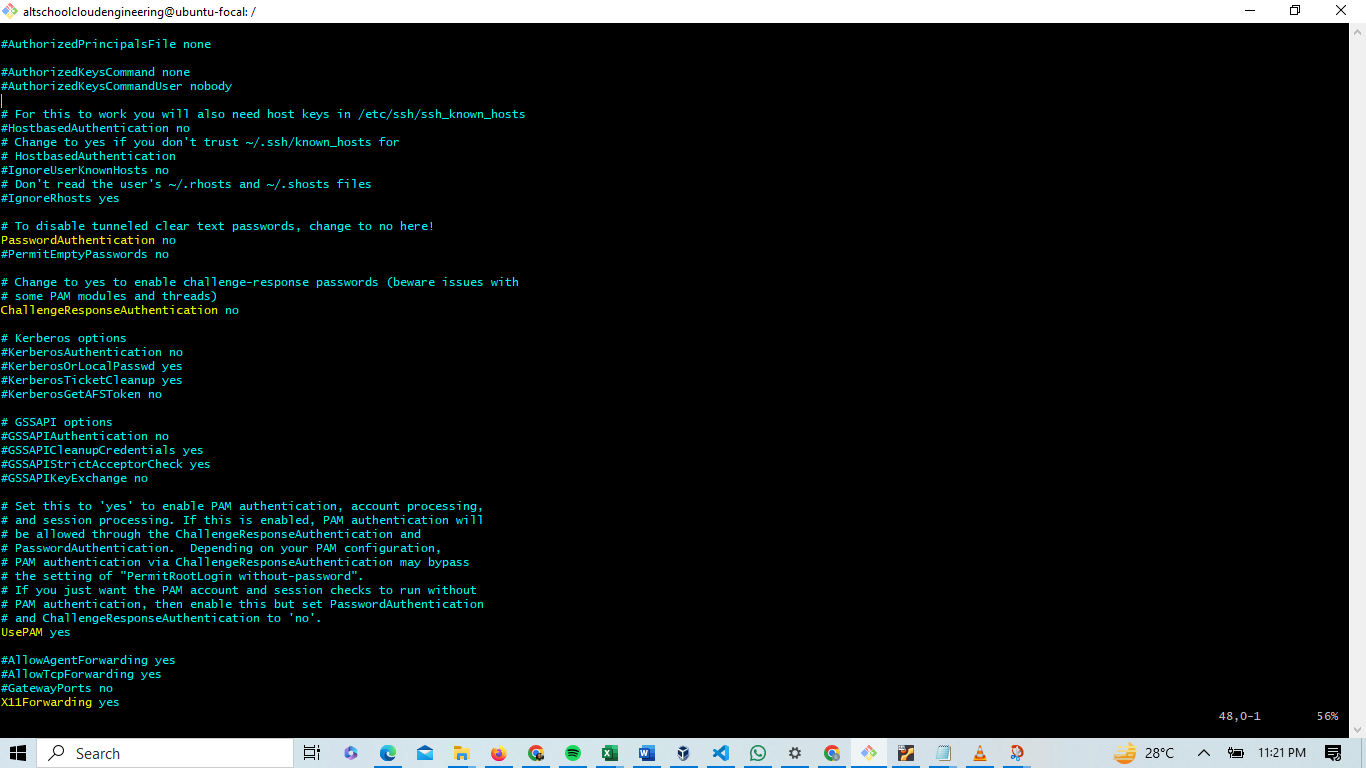 altschoolcloudengineering@ubuntu-focal: /
#AuthorizedPrincipalsFile none
#AuthorizedKeysCommand none
#AuthorizedKeysCommandUser nobody
# For this to work you will also need host keys in /etc/ssh/ssh_known_hosts
#HostbasedAuthentication no
# Change to yes if you don't trust ~/.ssh/known_hosts for
# HostbasedAuthentication
#IgnoreUserKnownHosts no
# Don't read the user's ~/.rhosts and ~/.shosts files
#IgnoreRhosts yes
# To disable tunneled clear text passwords, change to no here!
PasswordAuthentication no
#PermitEmptyPasswords no
# Change to yes to enable challenge-response passwords (beware issues with
# some PAM modules and threads)
ChallengeResponseAuthentication no
# Kerberos options
#KerberosAuthentication no
#KerberosOrLocalPasswd yes
#KerberosTicketCleanup yes
#KerberosGetAFSToken no
# GSSAPI options
#GSSAPIAuthentication no
#GSSAPICleanupCredentials yes
#GSSAPIStrictAcceptorCheck yes
#GSSAPIKeyExchange no
# Set this to 'yes' to enable PAM authentication, account processing,
# and session processing. If this is enabled, PAM authentication will
# be allowed through the ChallengeResponseAuthentication and
# PasswordAuthentication.  Depending on your PAM configuration,
# PAM authentication via ChallengeResponseAuthentication may bypass
# the setting of "PermitRootLogin without-password".
# If you just want the PAM account and session checks to run without
# PAM authentication, then enable this but set PasswordAuthentication
# and ChallengeResponseAuthentication to 'no'.
UsePAM yes
#AllowAgentForwarding yes
#AllowTcpForwarding yes
#GatewayPorts no
X11Forwarding yes
48,0-1 56%
Search
28°C
11:21 PM